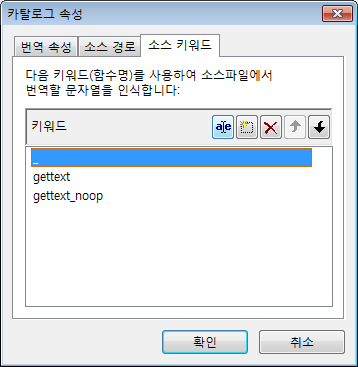 카탈로그 속성
번역 속성 소스 경로 소스 키워드
다음 키워드(함수명)를 사용하여 소스파일에서
번역할 문자열을 인식합니다:
키워드
a|e
_
gettext
gettext_noop
확인 취소